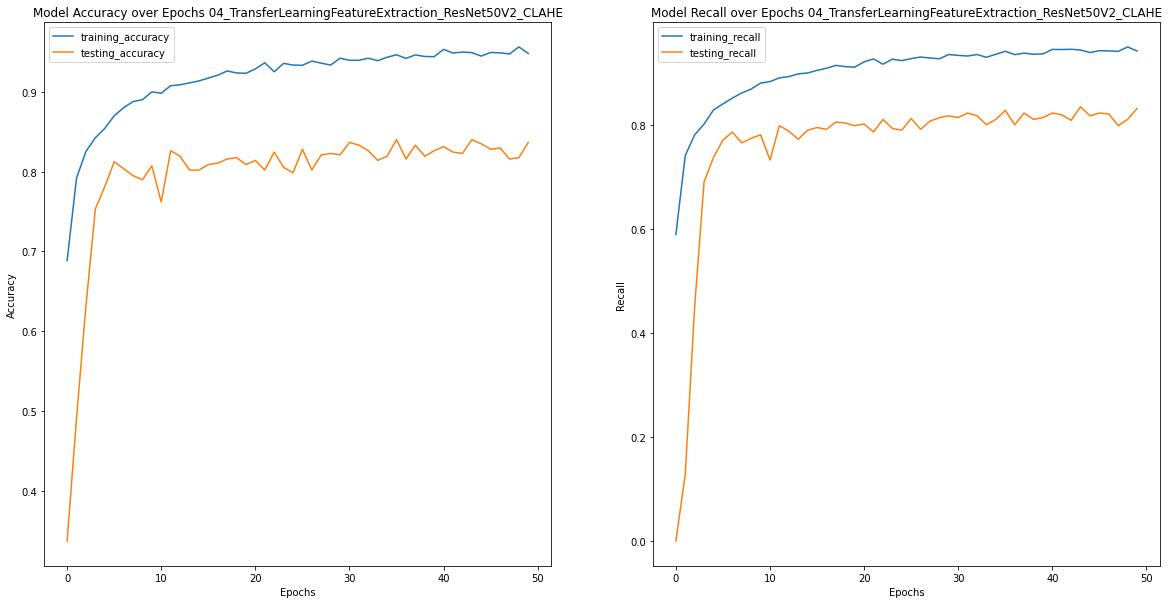 Model Accuracy over Epochs 04_TransferLearningFeatureExtraction_ResNet50V2_CLAHE
training_accuracy
testing_accuracy
0.9
0.8
0.7
0.6
0.5
0.4
Accuracy
0 10 20 30 40 50
Epochs
Model Recall over Epochs 04_TransferLearningFeatureExtraction_ResNet50V2_CLAHE
training_recall
testing_recall
0.8
0.6
0.4
0.2
0.0
Recall
0 10 20 30 40 50
Epochs